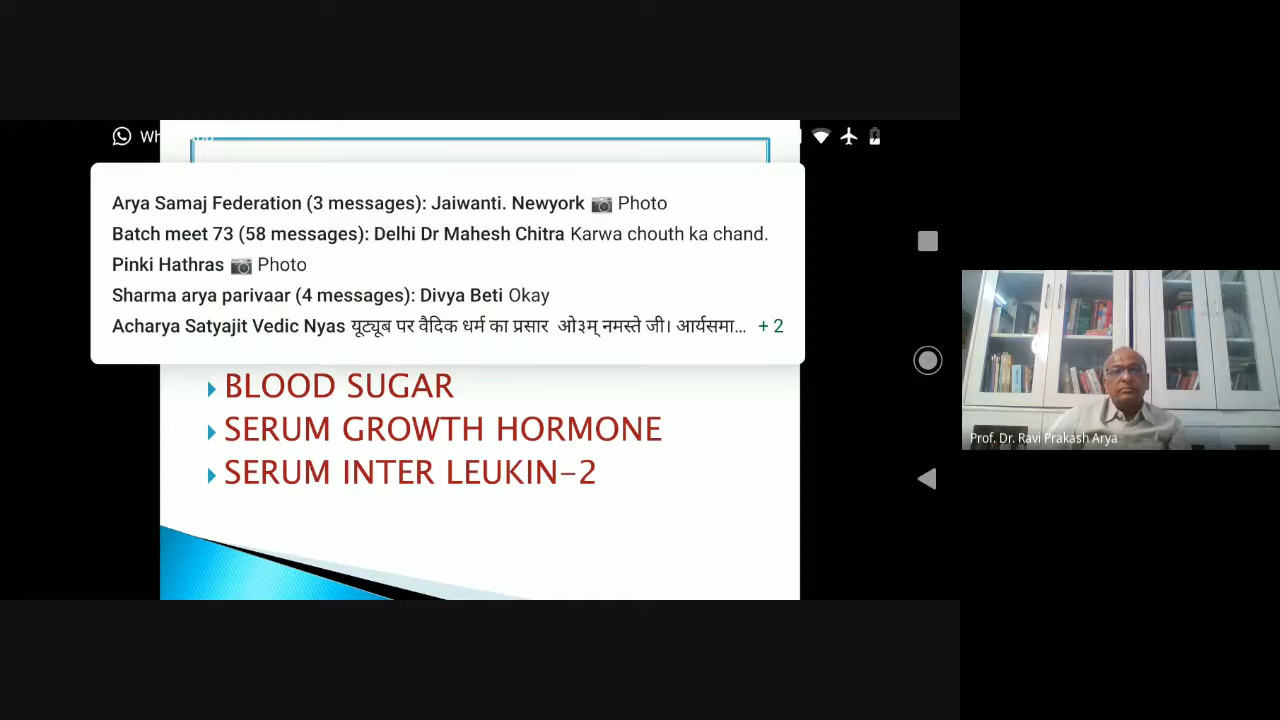 Arya Samaj Federation (3 messages): Jaiwanti. Newyork 📷 Photo
Batch meet 73 (58 messages): Delhi Dr Mahesh Chitra Karwa chouth ka chand.
Pinki Hathras 📷 Photo
Sharma arya parivaar (4 messages): Divya Beti Okay
Acharya Satyajit Vedic Nyas यूट्यूब पर वैदिक धर्म का प्रसार ओ३म् नमस्ते जी। आर्यसमा... + 2
BLOOD SUGAR
SERUM GROWTH HORMONE
SERUM INTER LEUKIN-2
Prof. Dr. Ravi Prakash Arya